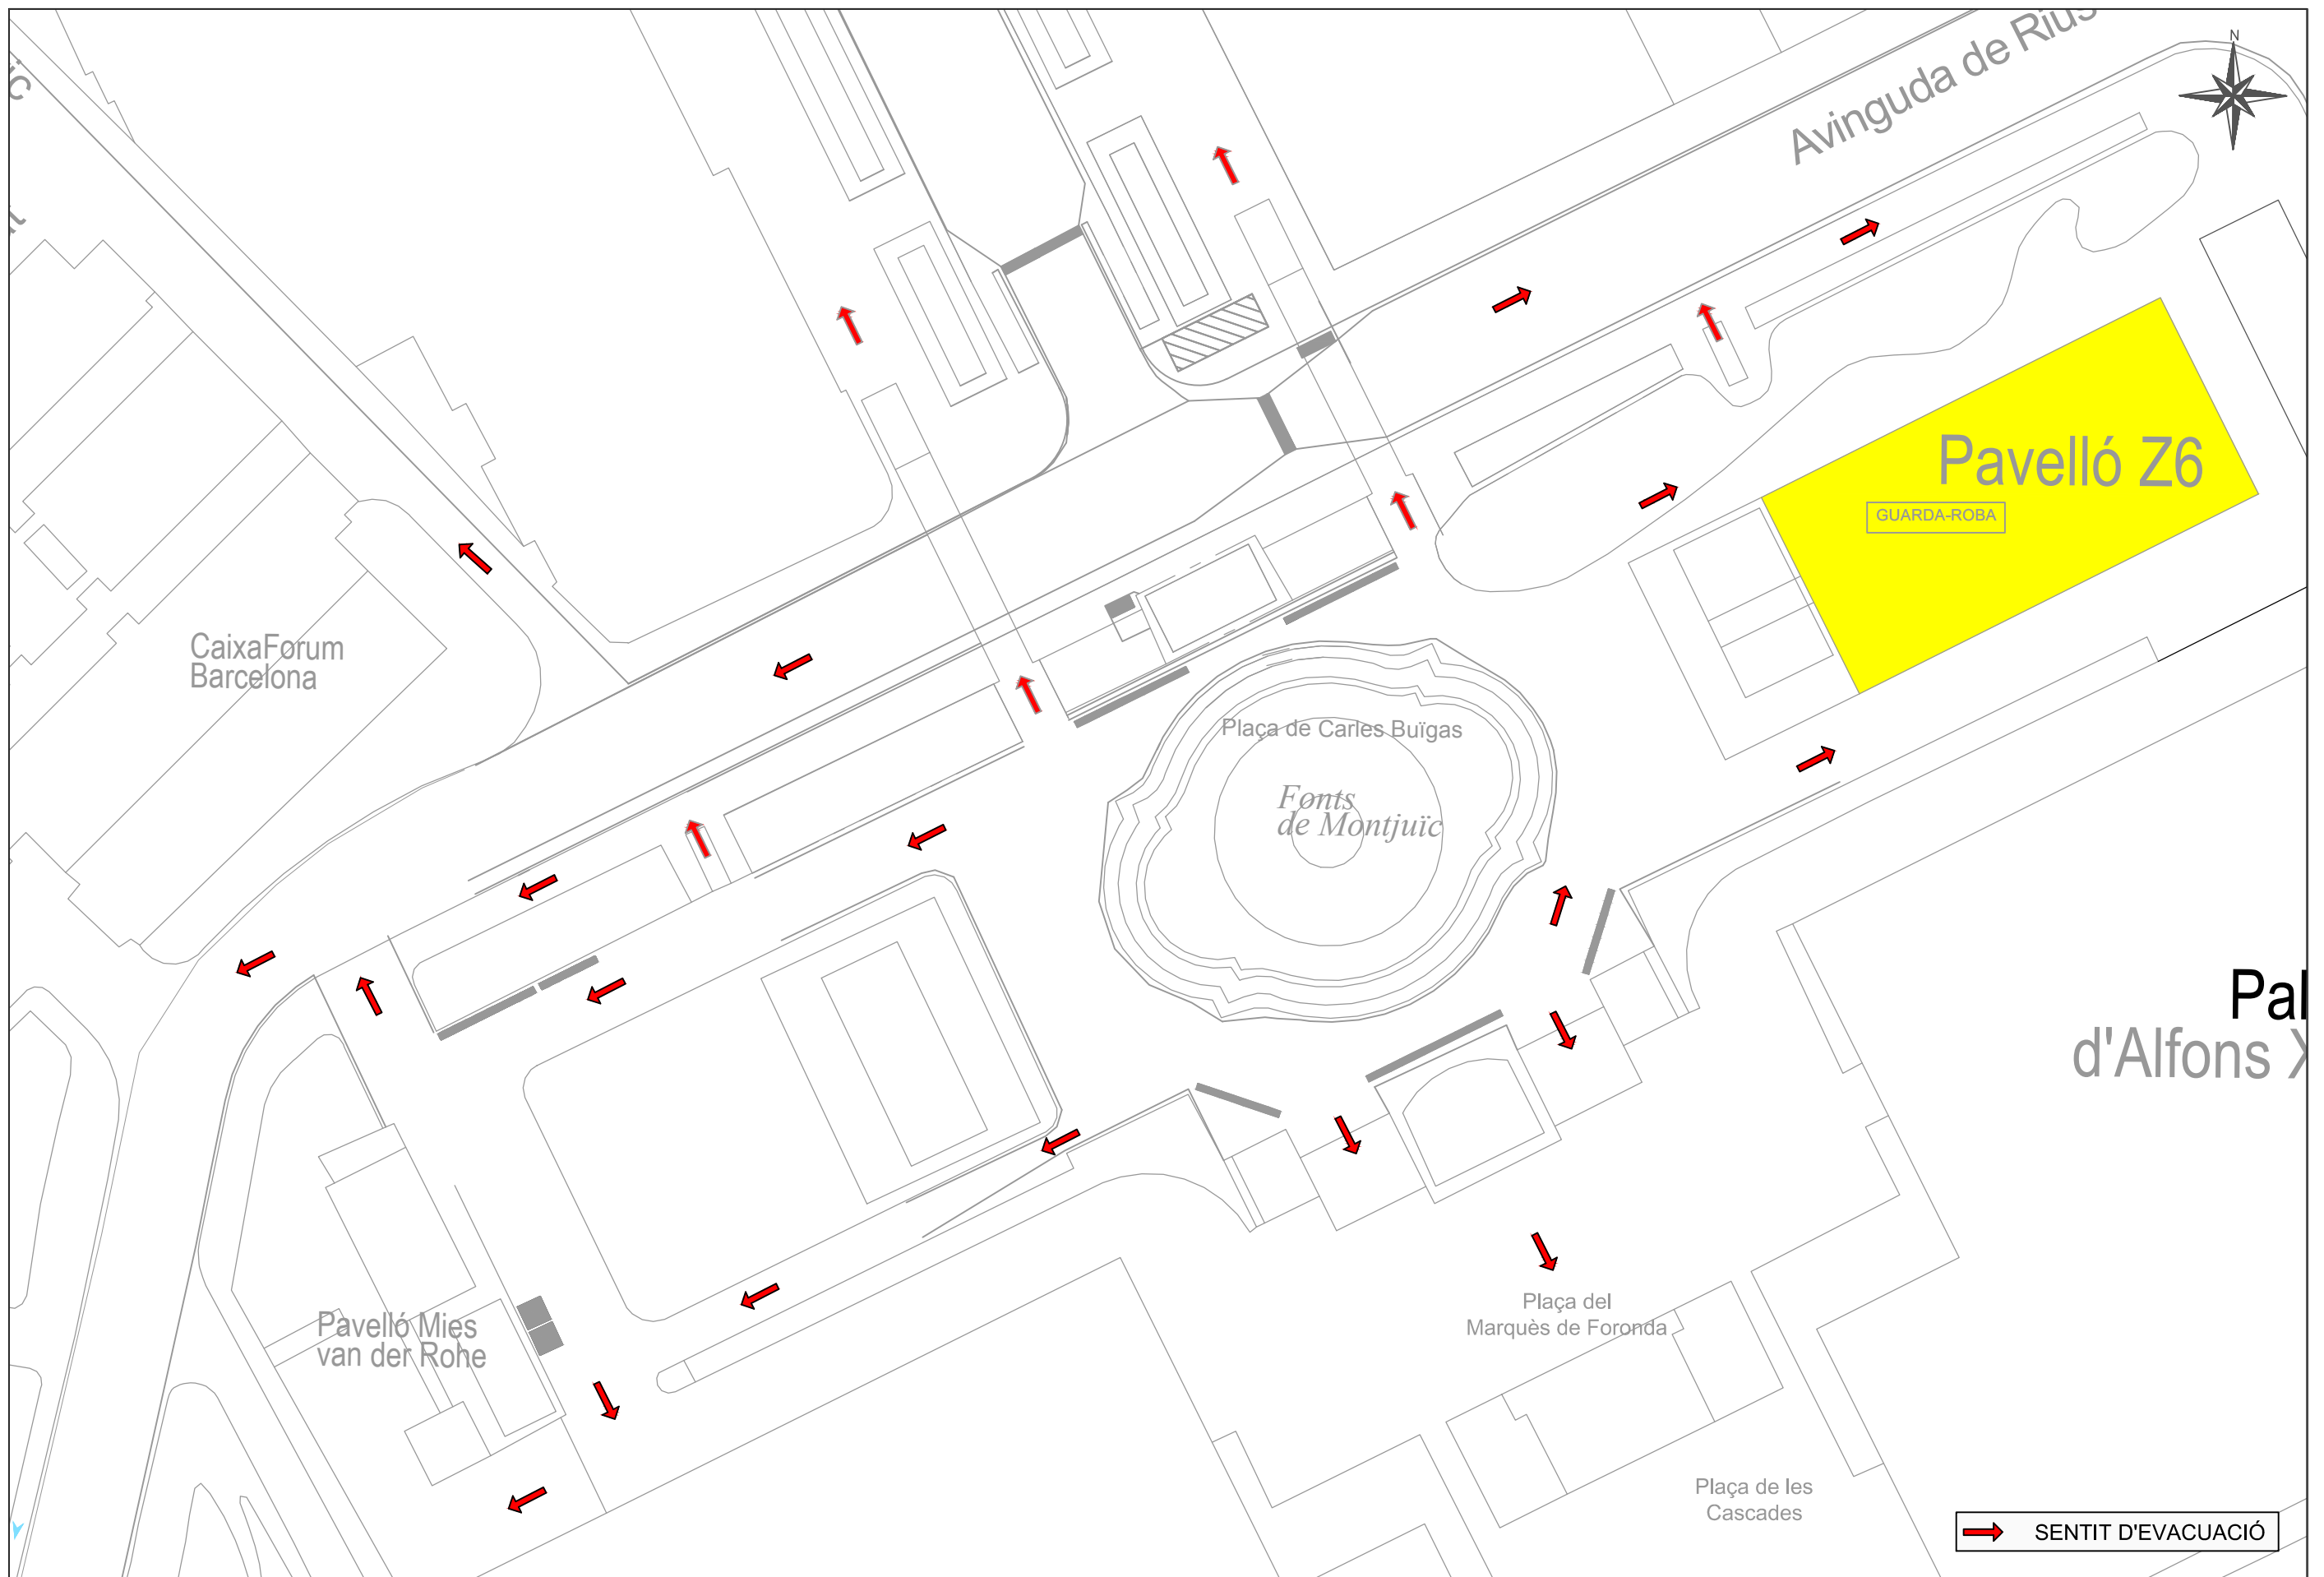 N
Avinguda de Rius
Pavelló Z6
GUARDA-ROBA
CaixaForum
Barcelona
Plaça de Carles Buïgas
Fonts
de Montjuïc
Pal
d'Alfons X
Pavelló Mies
van der Rohe
Plaça del
Marquès de Foronda
Plaça de les
Cascades
SENTIT D'EVACUACIÓ